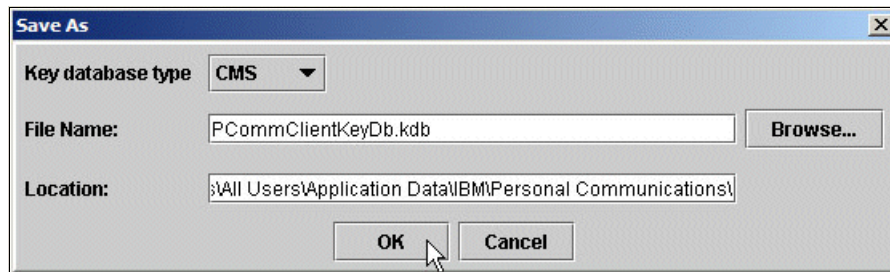 Save As
Key database type CMS
File Name: PCommClientKeyDb.kdb Browse...
Location: s\All Users\Application Data\IBM\Personal Communications\
OK Cancel